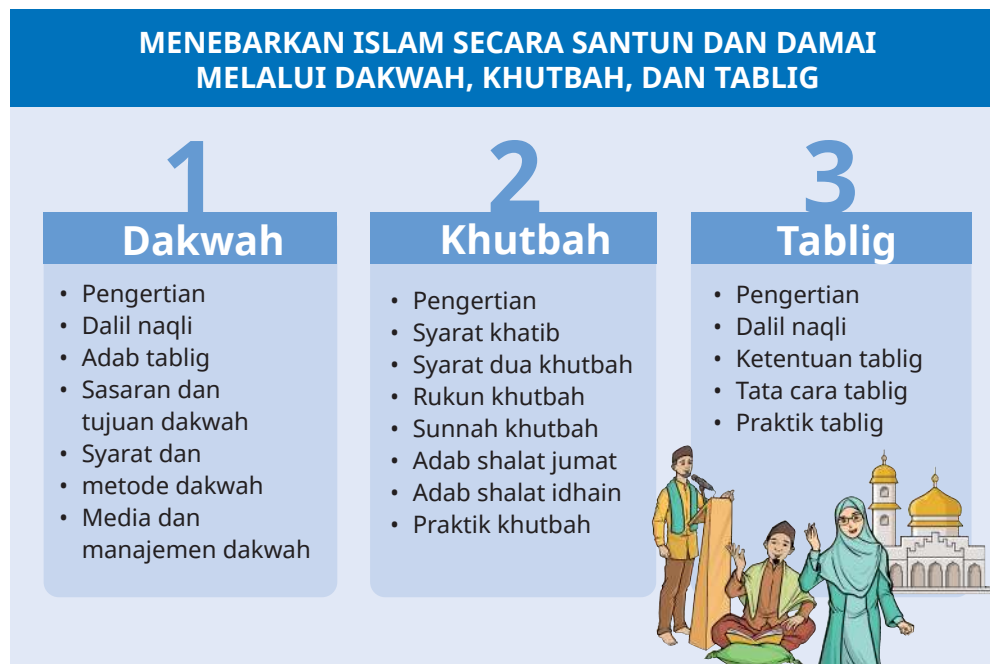 MENEBARKAN ISLAM SECARA SANTUN DAN DAMAI
MELALUI DAKWAH, KHUTBAH, DAN TABLIG
1
Dakwah
• Pengertian
• Dalil naqli
• Adab tablig
• Sasaran dan
tujuan dakwah
• Syarat dan
• metode dakwah
• Media dan
manajemen dakwah
2
Khutbah
• Pengertian
• Syarat khatib
• Syarat dua khutbah
• Rukun khutbah
• Sunnah khutbah
• Adab shalat jumat
• Adab shalat idhain
• Praktik khutbah
3
Tablig
• Pengertian
• Dalil naqli
• Ketentuan tablig
• Tata cara tablig
• Praktik tablig